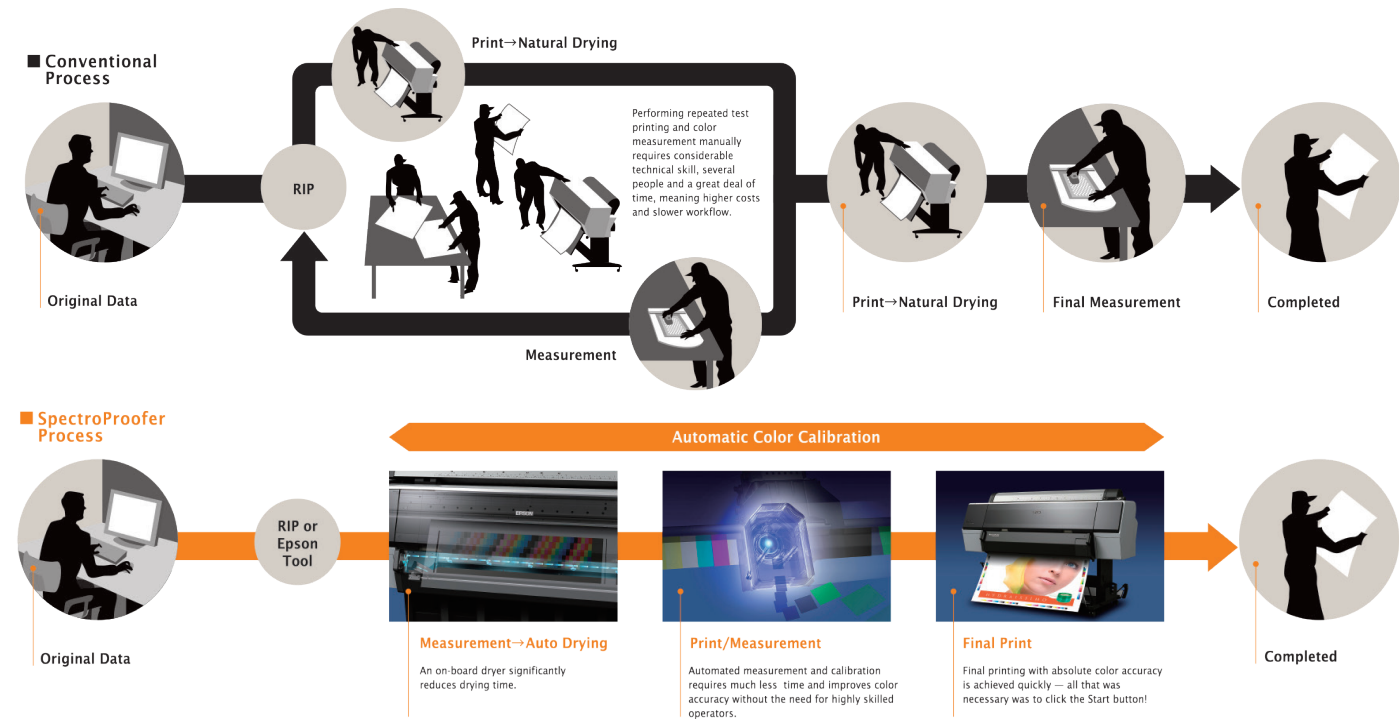 ■ Conventional
Process
Print→Natural Drying
RIP
Performing repeated test
printing and color
measurement manually
requires considerable
technical skill, several
people and a great deal of
time, meaning higher costs
and slower workflow.
Original Data
Measurement
Print→Natural Drying
Final Measurement
Completed
■ SpectroProofer
Process
Automatic Color Calibration
RIP or
Epson
Tool
EPSON
Original Data
Measurement→Auto Drying
An on-board dryer significantly
reduces drying time.
Print/Measurement
Automated measurement and calibration
requires much less time and improves color
accuracy without the need for highly skilled
operators.
Final Print
Final printing with absolute color accuracy
is achieved quickly — all that was
necessary was to click the Start button!
Completed